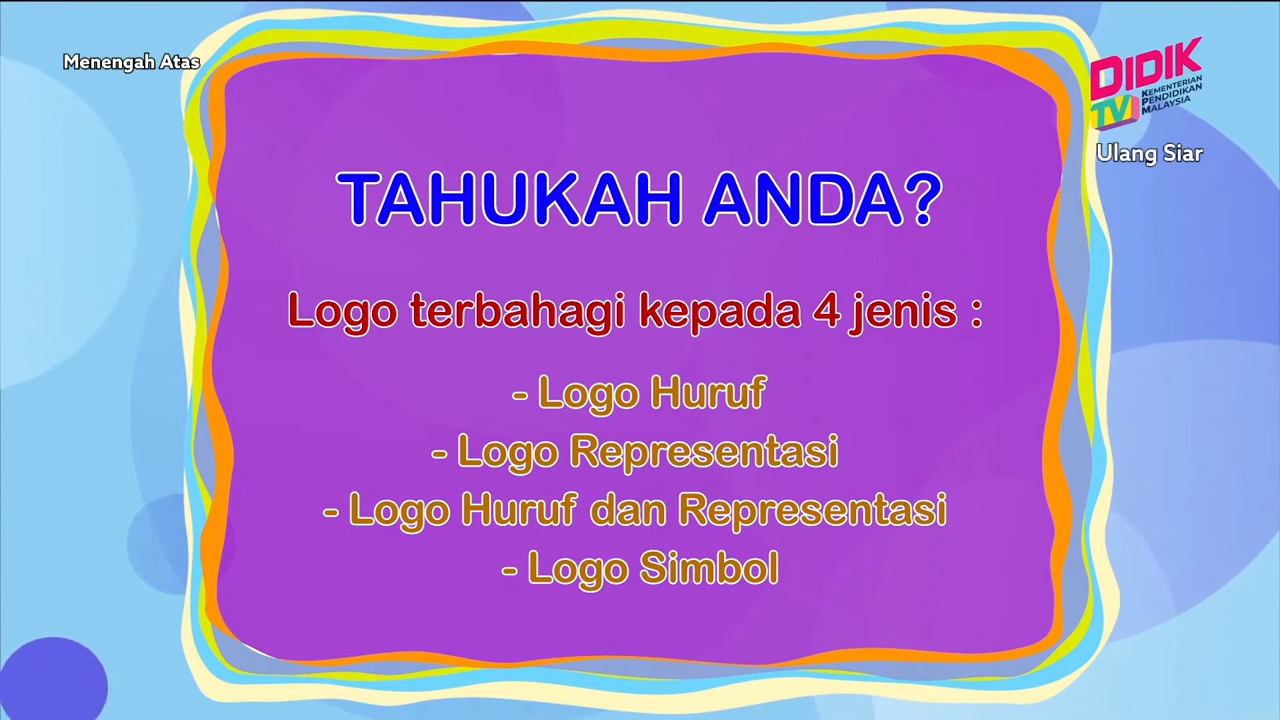 Menengah Atas
DIDIK
TV
KEMENTERIAN
PENDIDIKAN
MALAYSIA
Ulang Siar
TAHUKAH ANDA?
Logo terbahagi kepada 4 jenis :
- Logo Huruf
- Logo Representasi
- Logo Huruf dan Representasi
- Logo Simbol